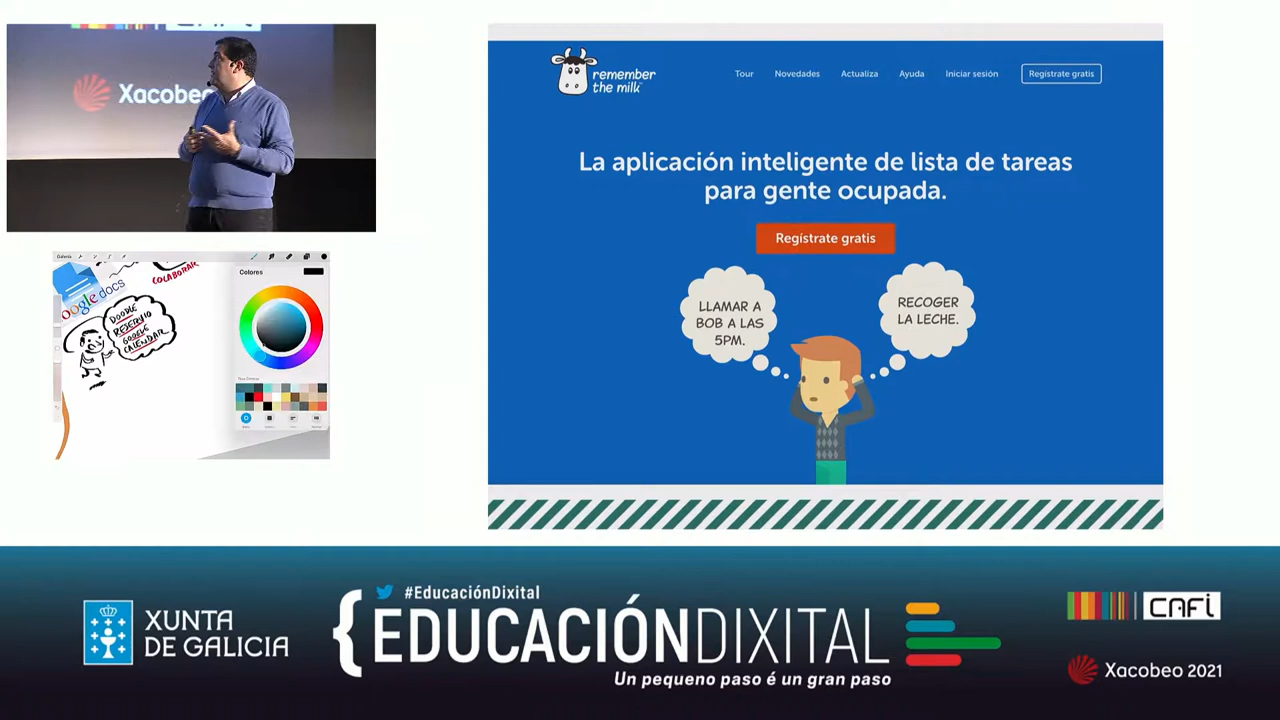 Xacobeo
Galería
COLABORAR
Google docs
DOODLE
RESERVIO
GOOGLE
CALENDAR
Colores
remember
the milk
Tour
Novedades
Actualiza
Ayuda
Iniciar sesión
Regístrate gratis
La aplicación inteligente de lista de tareas
para gente ocupada.
Regístrate gratis
LLAMAR A
BOB A LAS
5PM.
RECOGER
LA LECHE.
XUNTA
DE GALICIA
#EducaciónDixital
{EDUCACIÓNDIXITAL
Un pequeno paso é un gran paso
CAFi
Xacobeo 2021